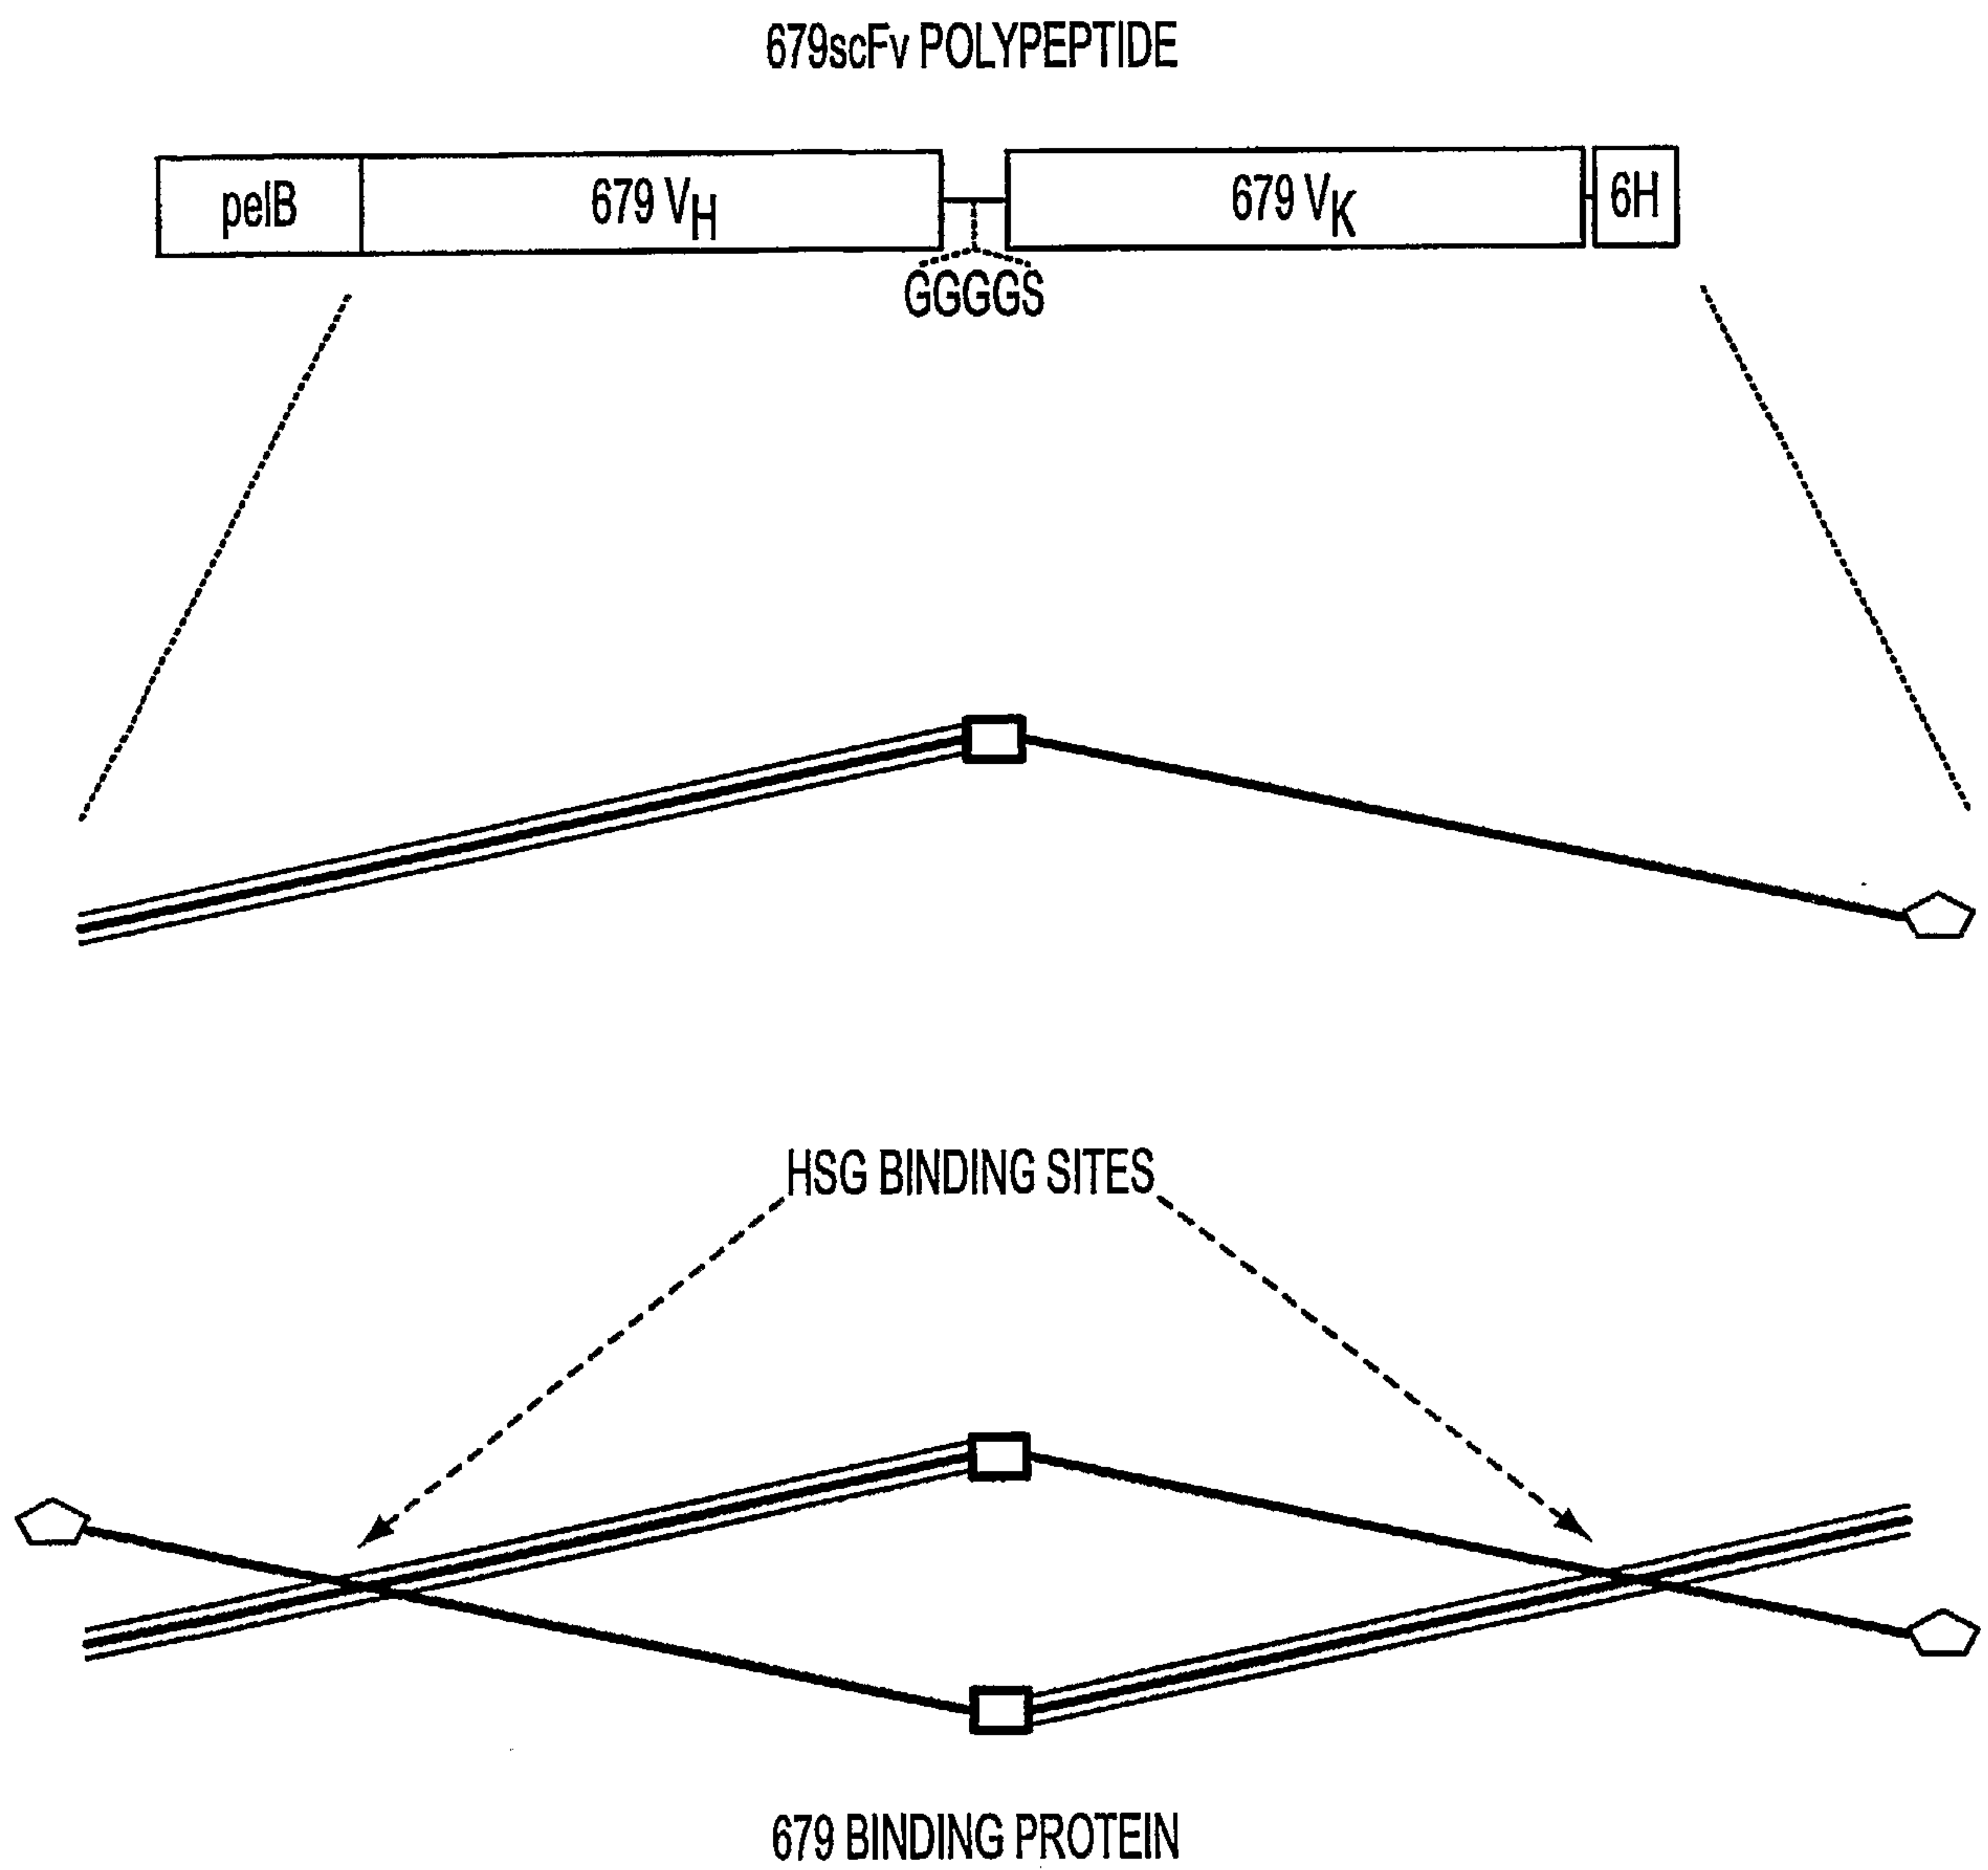 679scFv POLYPEPTIDE
pelB 679 VH 679 VK 6H
GGGGS
HSG BINDING SITES
679 BINDING PROTEIN